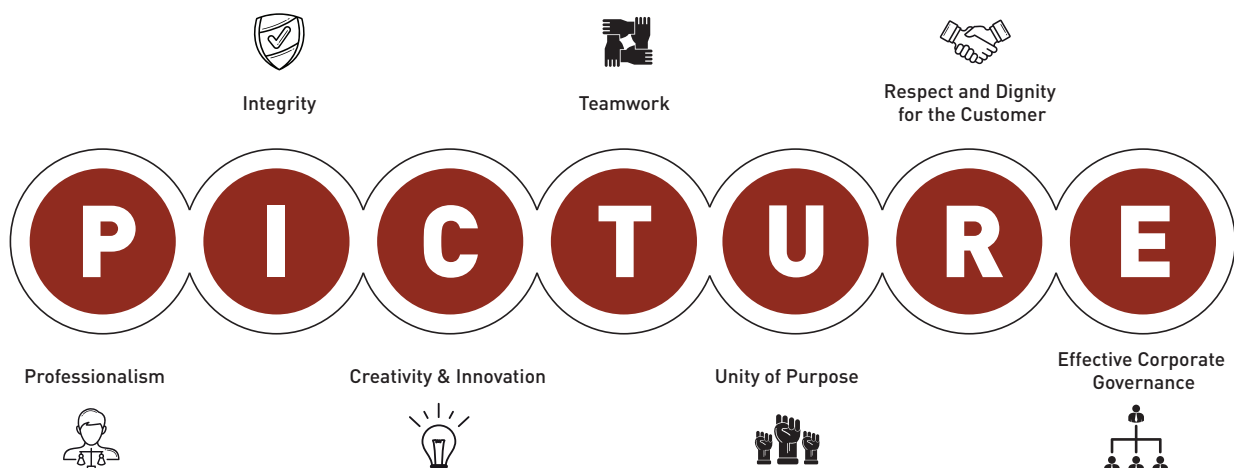 Integrity
Teamwork
Respect and Dignity
for the Customer
P I C T U R E
Professionalism
Creativity & Innovation
Unity of Purpose
Effective Corporate
Governance